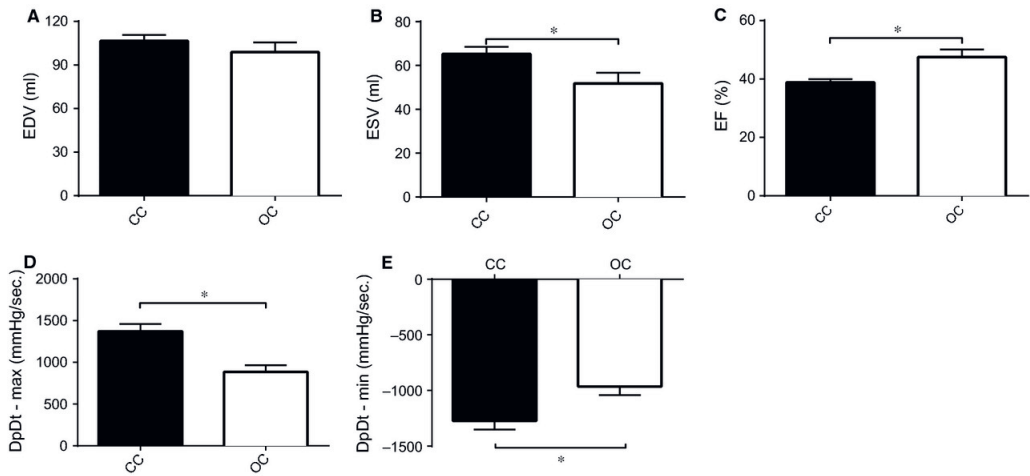 A
EDV (ml)
120
90
60
30
0
CC
OC
B
ESV (ml)
80
60
40
20
0
*
CC
OC
C
EF (%)
60
40
20
0
*
CC
OC
D
DpDt - max (mmHg/sec.)
2000
1500
1000
500
0
*
CC
OC
E
DpDt - min (mmHg/sec.)
CC
OC
0
−500
−1000
−1500
*